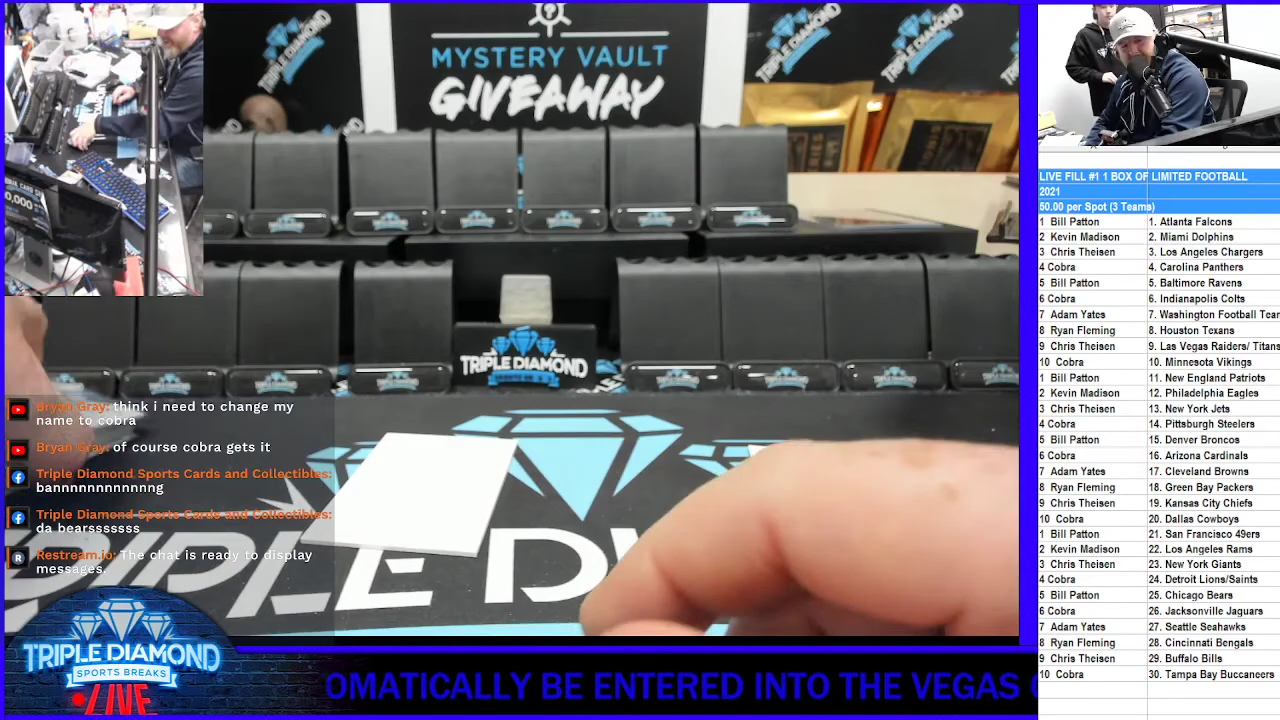 MYSTERY VAULT
GIVEAWAY
TRIPLE DIAMOND
TRIPLE DIAMOND
TRIPLE DIAMOND
TRIPLE DIAMOND
Bryan Gray: think i need to change my
name to cobra
Bryan Gray: of course cobra gets it
Triple Diamond Sports Cards and Collectibles:
bannnnnnnnnnng
Triple Diamond Sports Cards and Collectibles:
da bearsssssss
Restream.io: The chat is ready to display
messages.
TRIPLE DIAMOND
SPORTS BREAKS
LIVE
OMATICALLY BE ENTERED INTO THE VEGAS
LIVE FILL #1 1 BOX OF LIMITED FOOTBALL
2021
50.00 per Spot (3 Teams)
1 Bill Patton 1. Atlanta Falcons
2 Kevin Madison 2. Miami Dolphins
3 Chris Theisen 3. Los Angeles Chargers
4 Cobra 4. Carolina Panthers
5 Bill Patton 5. Baltimore Ravens
6 Cobra 6. Indianapolis Colts
7 Adam Yates 7. Washington Football Tear
8 Ryan Fleming 8. Houston Texans
9 Chris Theisen 9. Las Vegas Raiders/ Titans
10 Cobra 10. Minnesota Vikings
1 Bill Patton 11. New England Patriots
2 Kevin Madison 12. Philadelphia Eagles
3 Chris Theisen 13. New York Jets
4 Cobra 14. Pittsburgh Steelers
5 Bill Patton 15. Denver Broncos
6 Cobra 16. Arizona Cardinals
7 Adam Yates 17. Cleveland Browns
8 Ryan Fleming 18. Green Bay Packers
9 Chris Theisen 19. Kansas City Chiefs
10 Cobra 20. Dallas Cowboys
1 Bill Patton 21. San Francisco 49ers
2 Kevin Madison 22. Los Angeles Rams
3 Chris Theisen 23. New York Giants
4 Cobra 24. Detroit Lions/Saints
5 Bill Patton 25. Chicago Bears
6 Cobra 26. Jacksonville Jaguars
7 Adam Yates 27. Seattle Seahawks
8 Ryan Fleming 28. Cincinnati Bengals
9 Chris Theisen 29. Buffalo Bills
10 Cobra 30. Tampa Bay Buccaneers